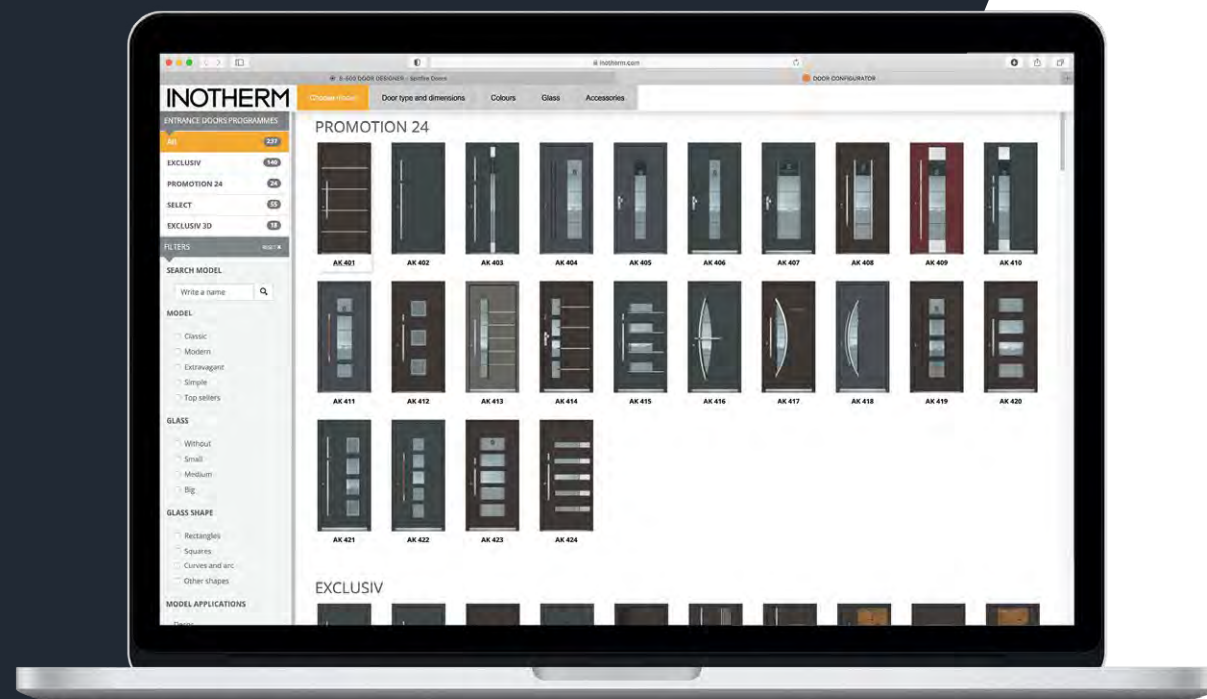 inotherm.com
E-600 DOOR DESIGNER - Spitfire Doors
DOOR CONFIGURATOR
INOTHERM
Choose model Door type and dimensions Colours Glass Accessories
ENTRANCE DOORS PROGRAMMES
All 237
EXCLUSIV 140
PROMOTION 24 24
SELECT 55
EXCLUSIV 3D 18
FILTERS
SEARCH MODEL
Write a name
MODEL
Classic
Modern
Extravagant
Simple
Top sellers
GLASS
Without
Small
Medium
Big
GLASS SHAPE
Rectangles
Squares
Curves and arc
Other shapes
MODEL APPLICATIONS
PROMOTION 24
AK 401 AK 402 AK 403 AK 404 AK 405 AK 406 AK 407 AK 408 AK 409 AK 410
AK 411 AK 412 AK 413 AK 414 AK 415 AK 416 AK 417 AK 418 AK 419 AK 420
AK 421 AK 422 AK 423 AK 424
EXCLUSIV